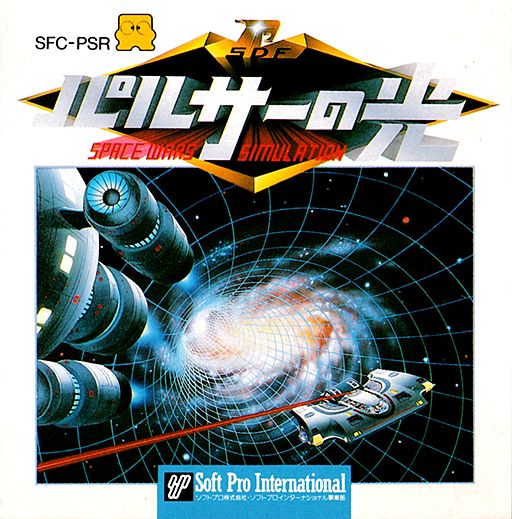 SFC-PSR
SDF
パルサーの光
SPACE WARS SIMULATION
SP
Soft Pro International
ソフトプロ株式会社・ソフトプロインターナショナル事業部